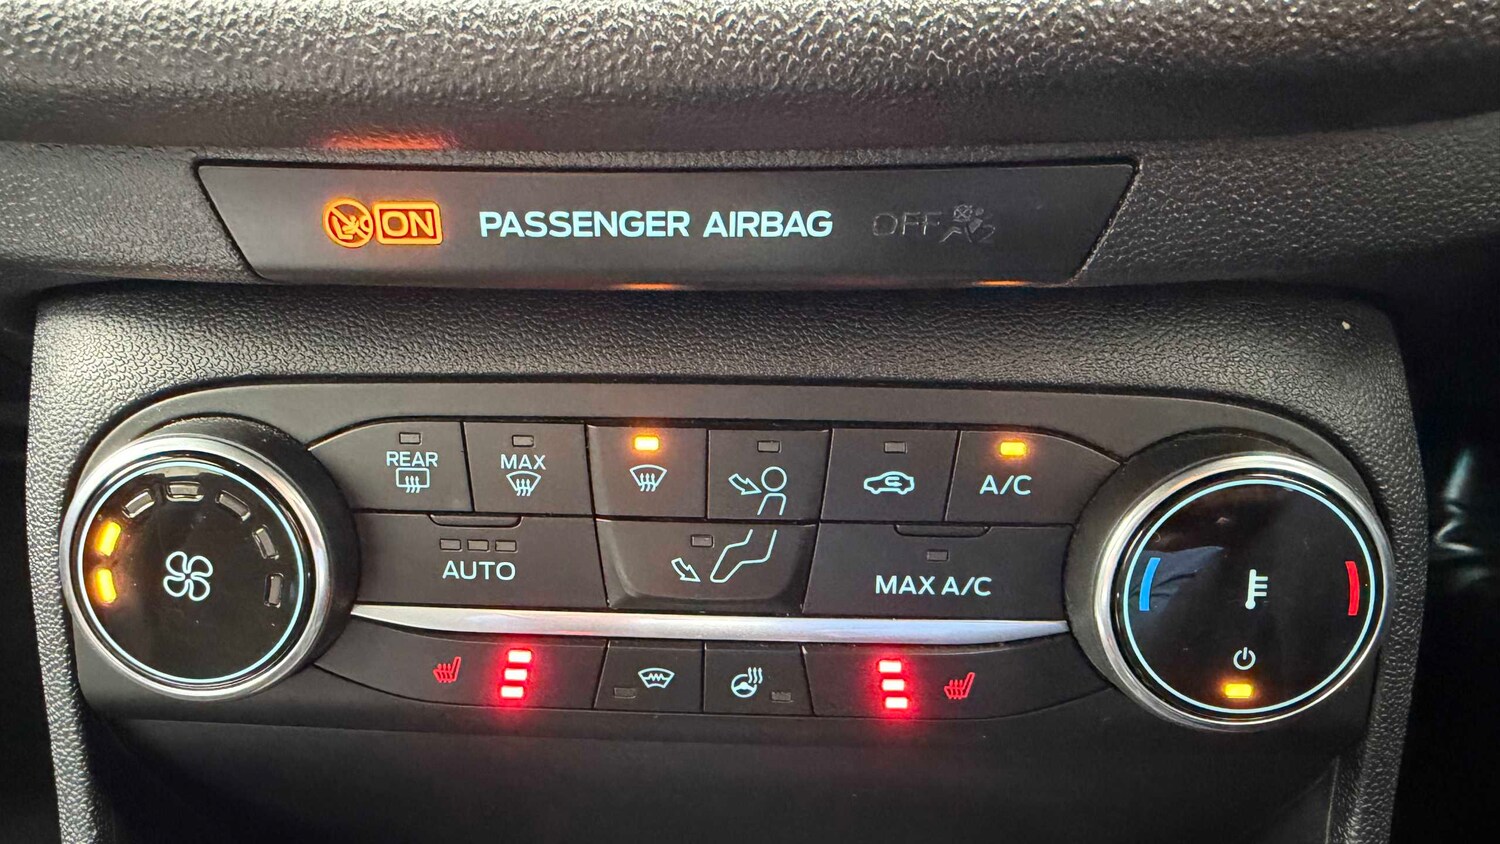 ON PASSENGER AIRBAG OFF
REAR
MAX
A/C
AUTO
MAX A/C